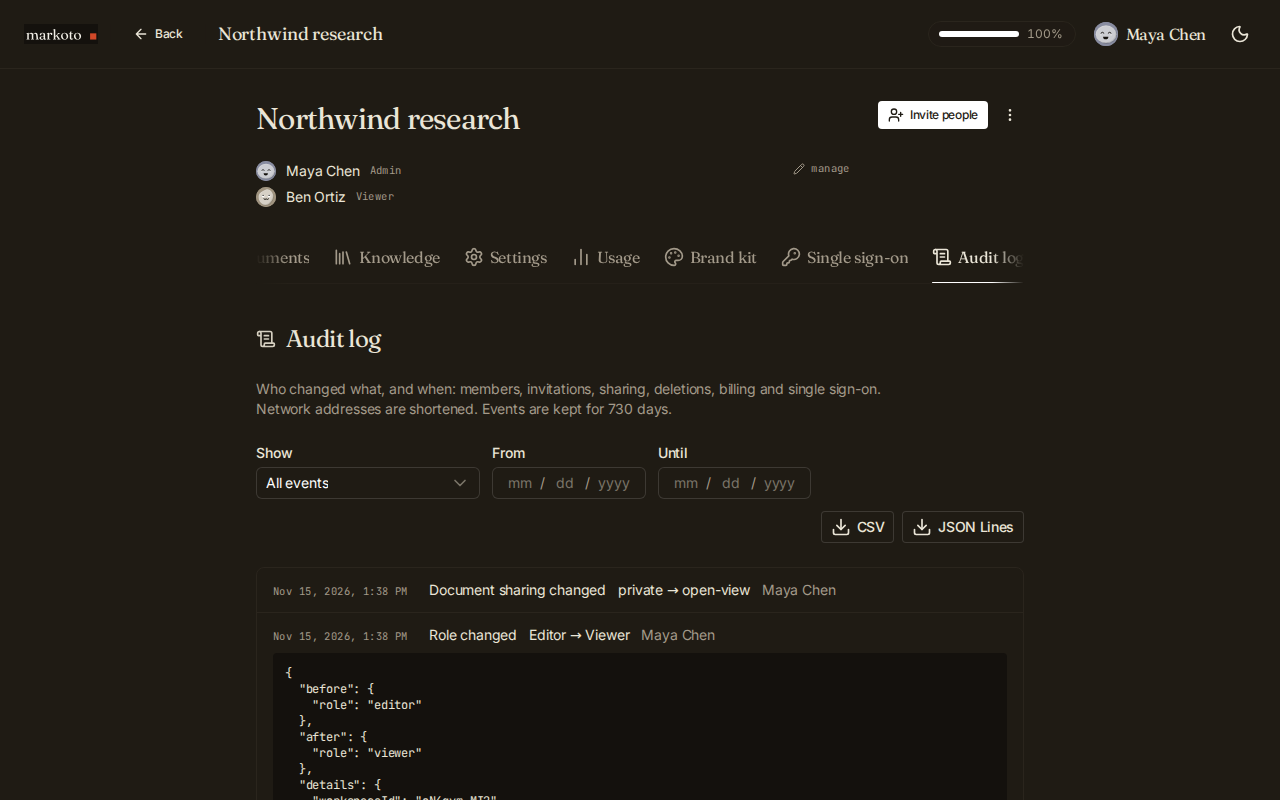 markoto
Back
Northwind research
100%
Maya Chen
Northwind research
Invite people
Maya Chen Admin
manage
Ben Ortiz Viewer
uments Knowledge Settings Usage Brand kit Single sign-on Audit log
Audit log
Who changed what, and when: members, invitations, sharing, deletions, billing and single sign-on.
Network addresses are shortened. Events are kept for 730 days.
Show From Until
All events mm / dd / yyyy mm / dd / yyyy
CSV JSON Lines
Nov 15, 2026, 1:38 PM Document sharing changed private → open-view Maya Chen
Nov 15, 2026, 1:38 PM Role changed Editor → Viewer Maya Chen
{
"before": {
"role": "editor"
},
"after": {
"role": "viewer"
},
"details": {